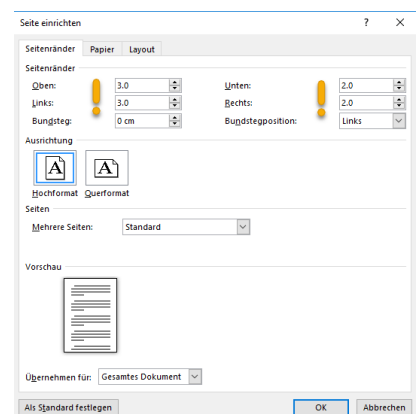 Seite einrichten ? ×
Seitenränder Papier Layout
Seitenränder
Oben: 3.0 Unten: 2.0
Links: 3.0 Rechts: 2.0
Bundsteg: 0 cm Bundstegposition: Links
Ausrichtung
A A
Hochformat Querformat
Seiten
Mehrere Seiten: Standard
Vorschau
Übernehmen für: Gesamtes Dokument
Als Standard festlegen OK Abbrechen